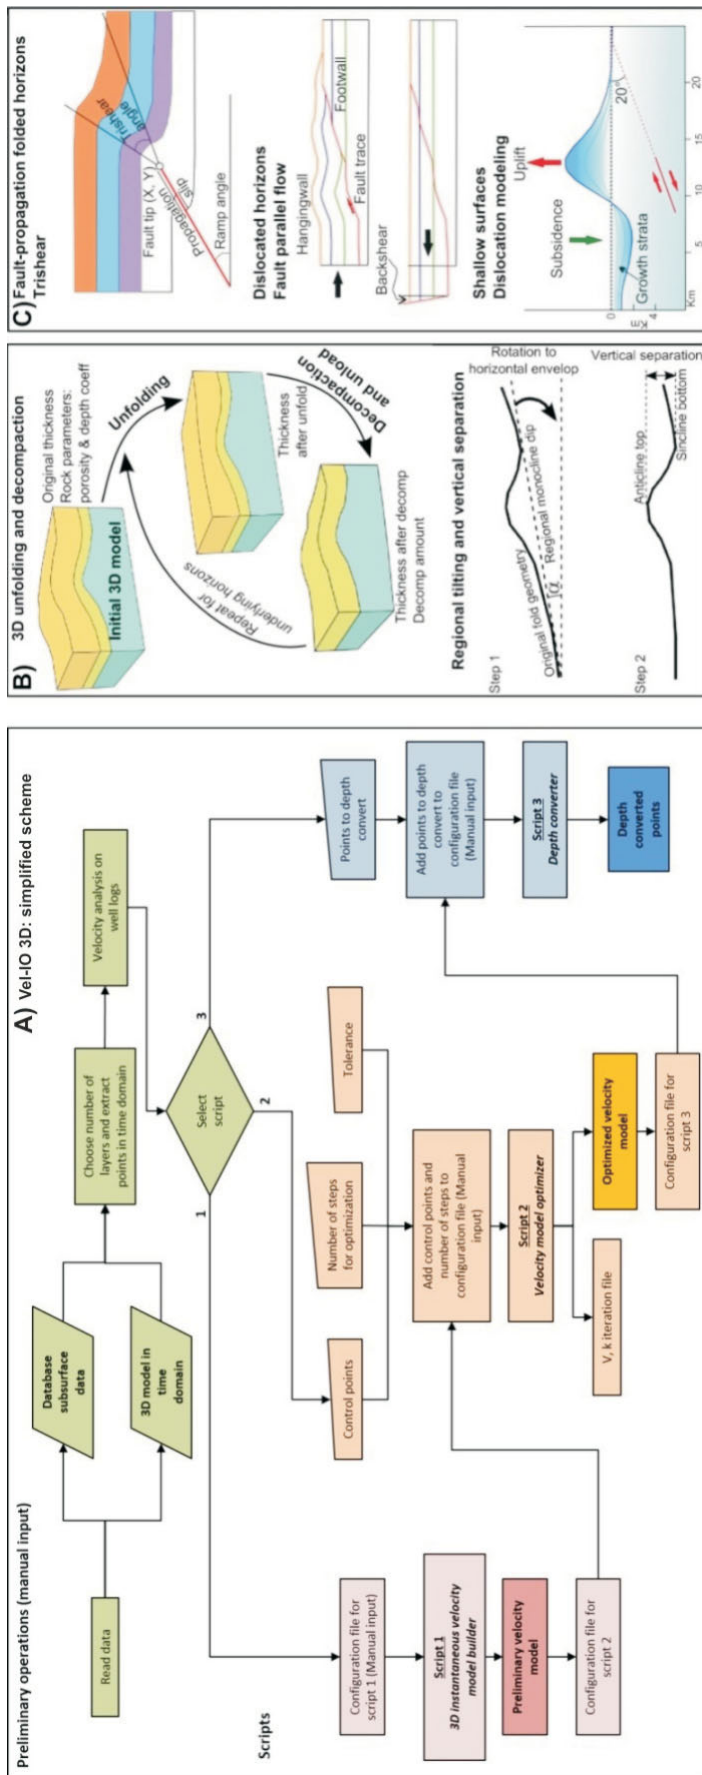 A) Vel-IO 3D: simplified scheme
Preliminary operations (manual input)
Read data
Database
subsurface
data
3D model in
time
domain
Choose number of
layers and extract
points in time domain
Velocity analysis on
well logs
Select
script
1
2
3
Scripts
Configuration file for
script 1 (Manual input)
Script 1
3D instantaneous velocity
model builder
Preliminary velocity
model
Configuration file for
script 2
Control points
Number of steps
for optimization
Tolerance
Add control points and
number of steps to
configuration file (Manual
input)
Script 2
Velocity model optimizer
V, k iteration file
Optimized velocity
model
Configuration file for
script 3
Points to depth
convert
Add points to depth
convert to
configuration file
(Manual input)
Script 3
Depth converter
Depth
converted
points
B) 3D unfolding and decompaction
Original thickness
Rock parameters:
porosity & depth coeff
Initial 3D model
Unfolding
Thickness
after unfold
Decompaction
and unload
Thickness after decomp
Decomp amount
Repeat for
underlying horizons
Regional tilting and vertical separation
Step 1
Rotation to
horizontal envelop
Original fold geometry
Regional monocline dip
α
Step 2
Vertical separation
Anticline top
Sincline bottom
C) Fault-propagation folded horizons
Trishear
Trishear
angle
Fault tip (X, Y)
Propagation
slip
Ramp angle
Dislocated horizons
Fault parallel flow
Hangingwall
Footwall
Fault trace
Backshear
Shallow surfaces
Dislocation modeling
Subsidence
Uplift
20°
Growth strata
0
4
Km
Km
5
10
15
20